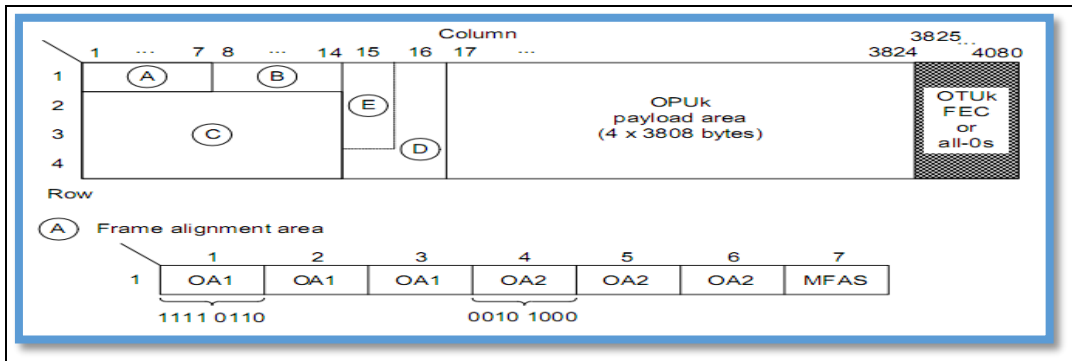 Column
1 ... 7 8 ... 14 15 16 17 ... 3824 3825... 4080
1 A B
2 E OPUk OTUk
payload area FEC
3 C (4 x 3808 bytes) or
D all-0s
4
Row
A Frame alignment area
1 2 3 4 5 6 7
1 OA1 OA1 OA1 OA2 OA2 OA2 MFAS
1111 0110 0010 1000